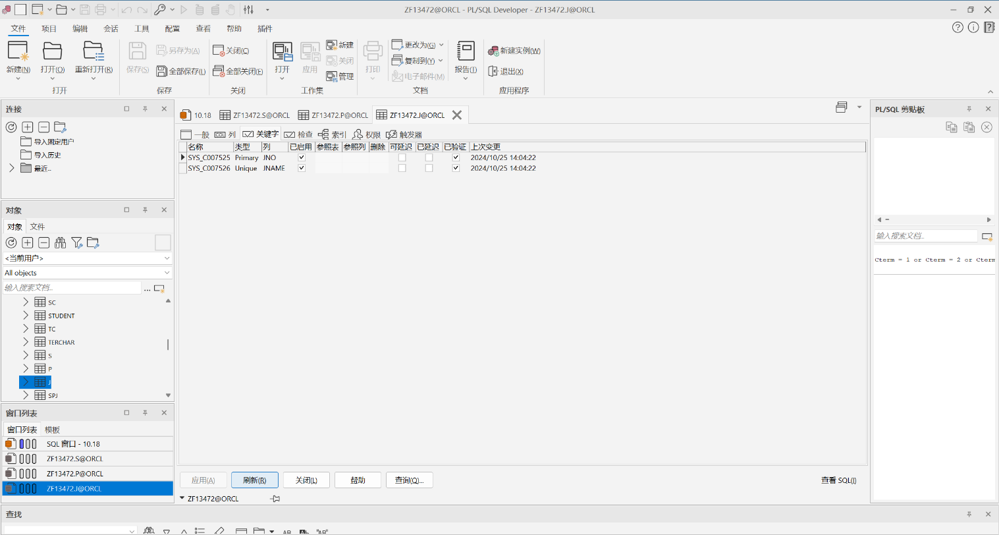 ZF13472@ORCL - PL/SQL Developer - ZF13472.J@ORCL
文件 项目 编辑 会话 工具 配置 查看 帮助 插件
新建(N) 打开(O) 重新打开(R) 保存(S) 另存为(A) 全部保存(L) 关闭(C) 全部关闭(E) 打开 应用 新建 关闭 管理 打印 更改为(G) 复制到(Y) 电子邮件(M) 报告(I) 新建实例(W) 退出(X)
打开 保存 关闭 工作集 文档 应用程序
连接
导入固定用户
导入历史
最近...
对象
对象 文件
<当前用户>
All objects
输入搜索文档... ...
SC
STUDENT
TC
TERCHAR
S
P
J
SPJ
窗口列表
窗口列表 模板
SQL 窗口 - 10.18
ZF13472.S@ORCL
ZF13472.P@ORCL
ZF13472.J@ORCL
10.18 ZF13472.S@ORCL ZF13472.P@ORCL ZF13472.J@ORCL
一般 列 关键字 检查 索引 权限 触发器
名称 类型 列 已启用 参照表 参照列 删除 可延迟 已延迟 已验证 上次变更
SYS_C007525 Primary JNO 2024/10/25 14:04:22
SYS_C007526 Unique JNAME 2024/10/25 14:04:22
应用(A) 刷新(R) 关闭(L) 帮助 查询(Q)... 查看 SQL(I)
ZF13472@ORCL
PL/SQL 剪贴板
输入搜索文档...
Cterm = 1 or Cterm = 2 or Cterm
查找
AB Ab "AB"